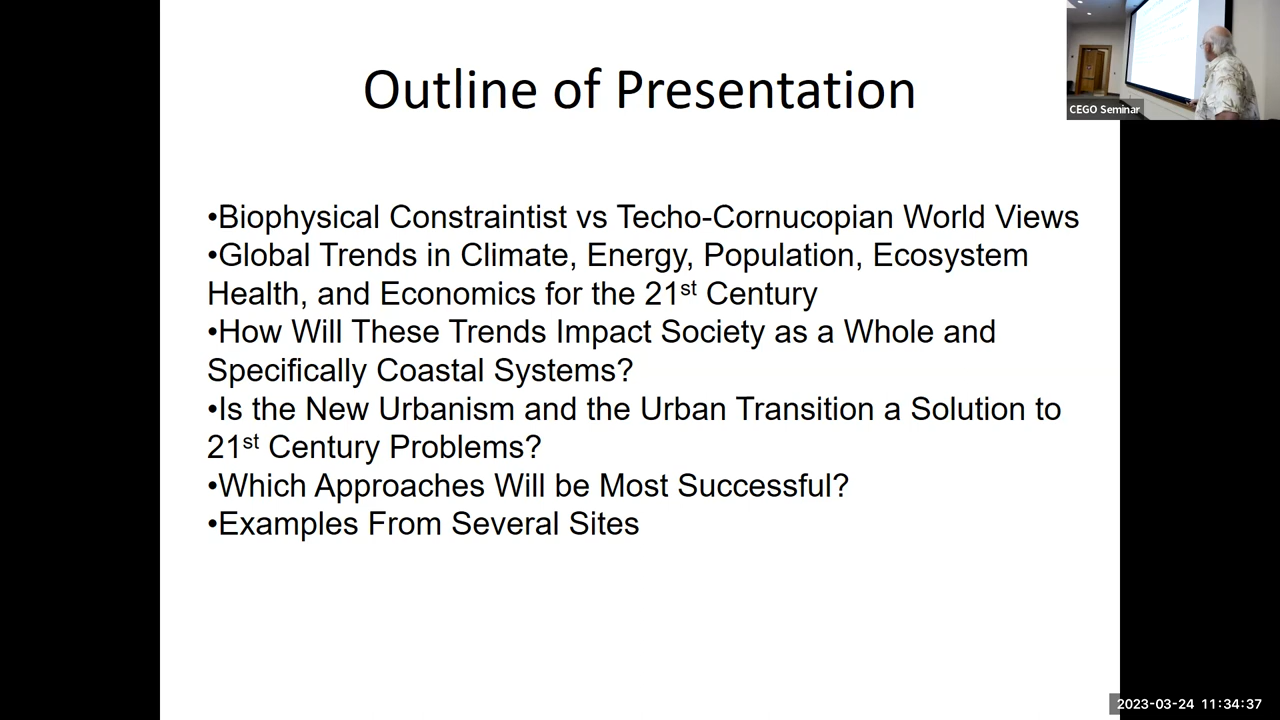 Outline of Presentation
CEGO Seminar
•Biophysical Constraintist vs Techo-Cornucopian World Views
•Global Trends in Climate, Energy, Population, Ecosystem
Health, and Economics for the 21st Century
•How Will These Trends Impact Society as a Whole and
Specifically Coastal Systems?
•Is the New Urbanism and the Urban Transition a Solution to
21st Century Problems?
•Which Approaches Will be Most Successful?
•Examples From Several Sites
2023-03-24 11:34:37